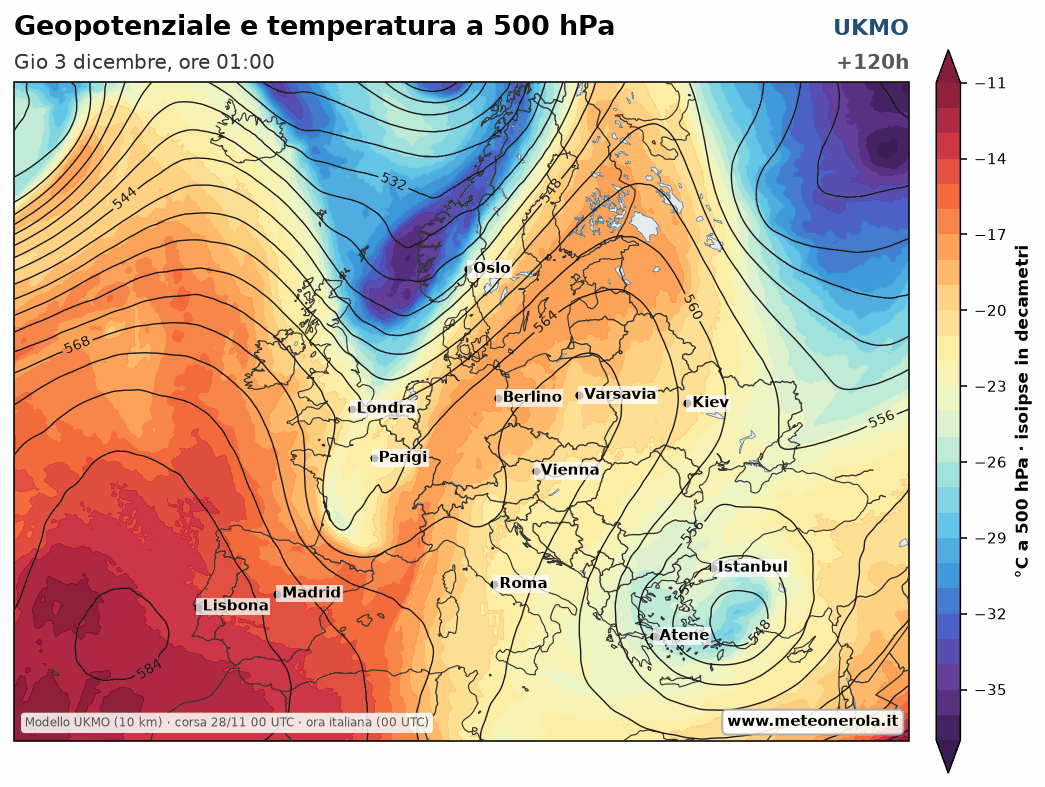 Geopotenziale e temperatura a 500 hPa
UKMO
Gio 3 dicembre, ore 01:00
+120h
−11
−14
−17
−20
−23
−26
−29
−32
−35
°C a 500 hPa · isoipse in decametri
532
544
548
568
564
560
556
556
548
584
Oslo
Londra
Berlino
Varsavia
Kiev
Parigi
Vienna
Istanbul
Roma
Madrid
Lisbona
Atene
Modello UKMO (10 km) · corsa 28/11 00 UTC · ora italiana (00 UTC)
www.meteonerola.it